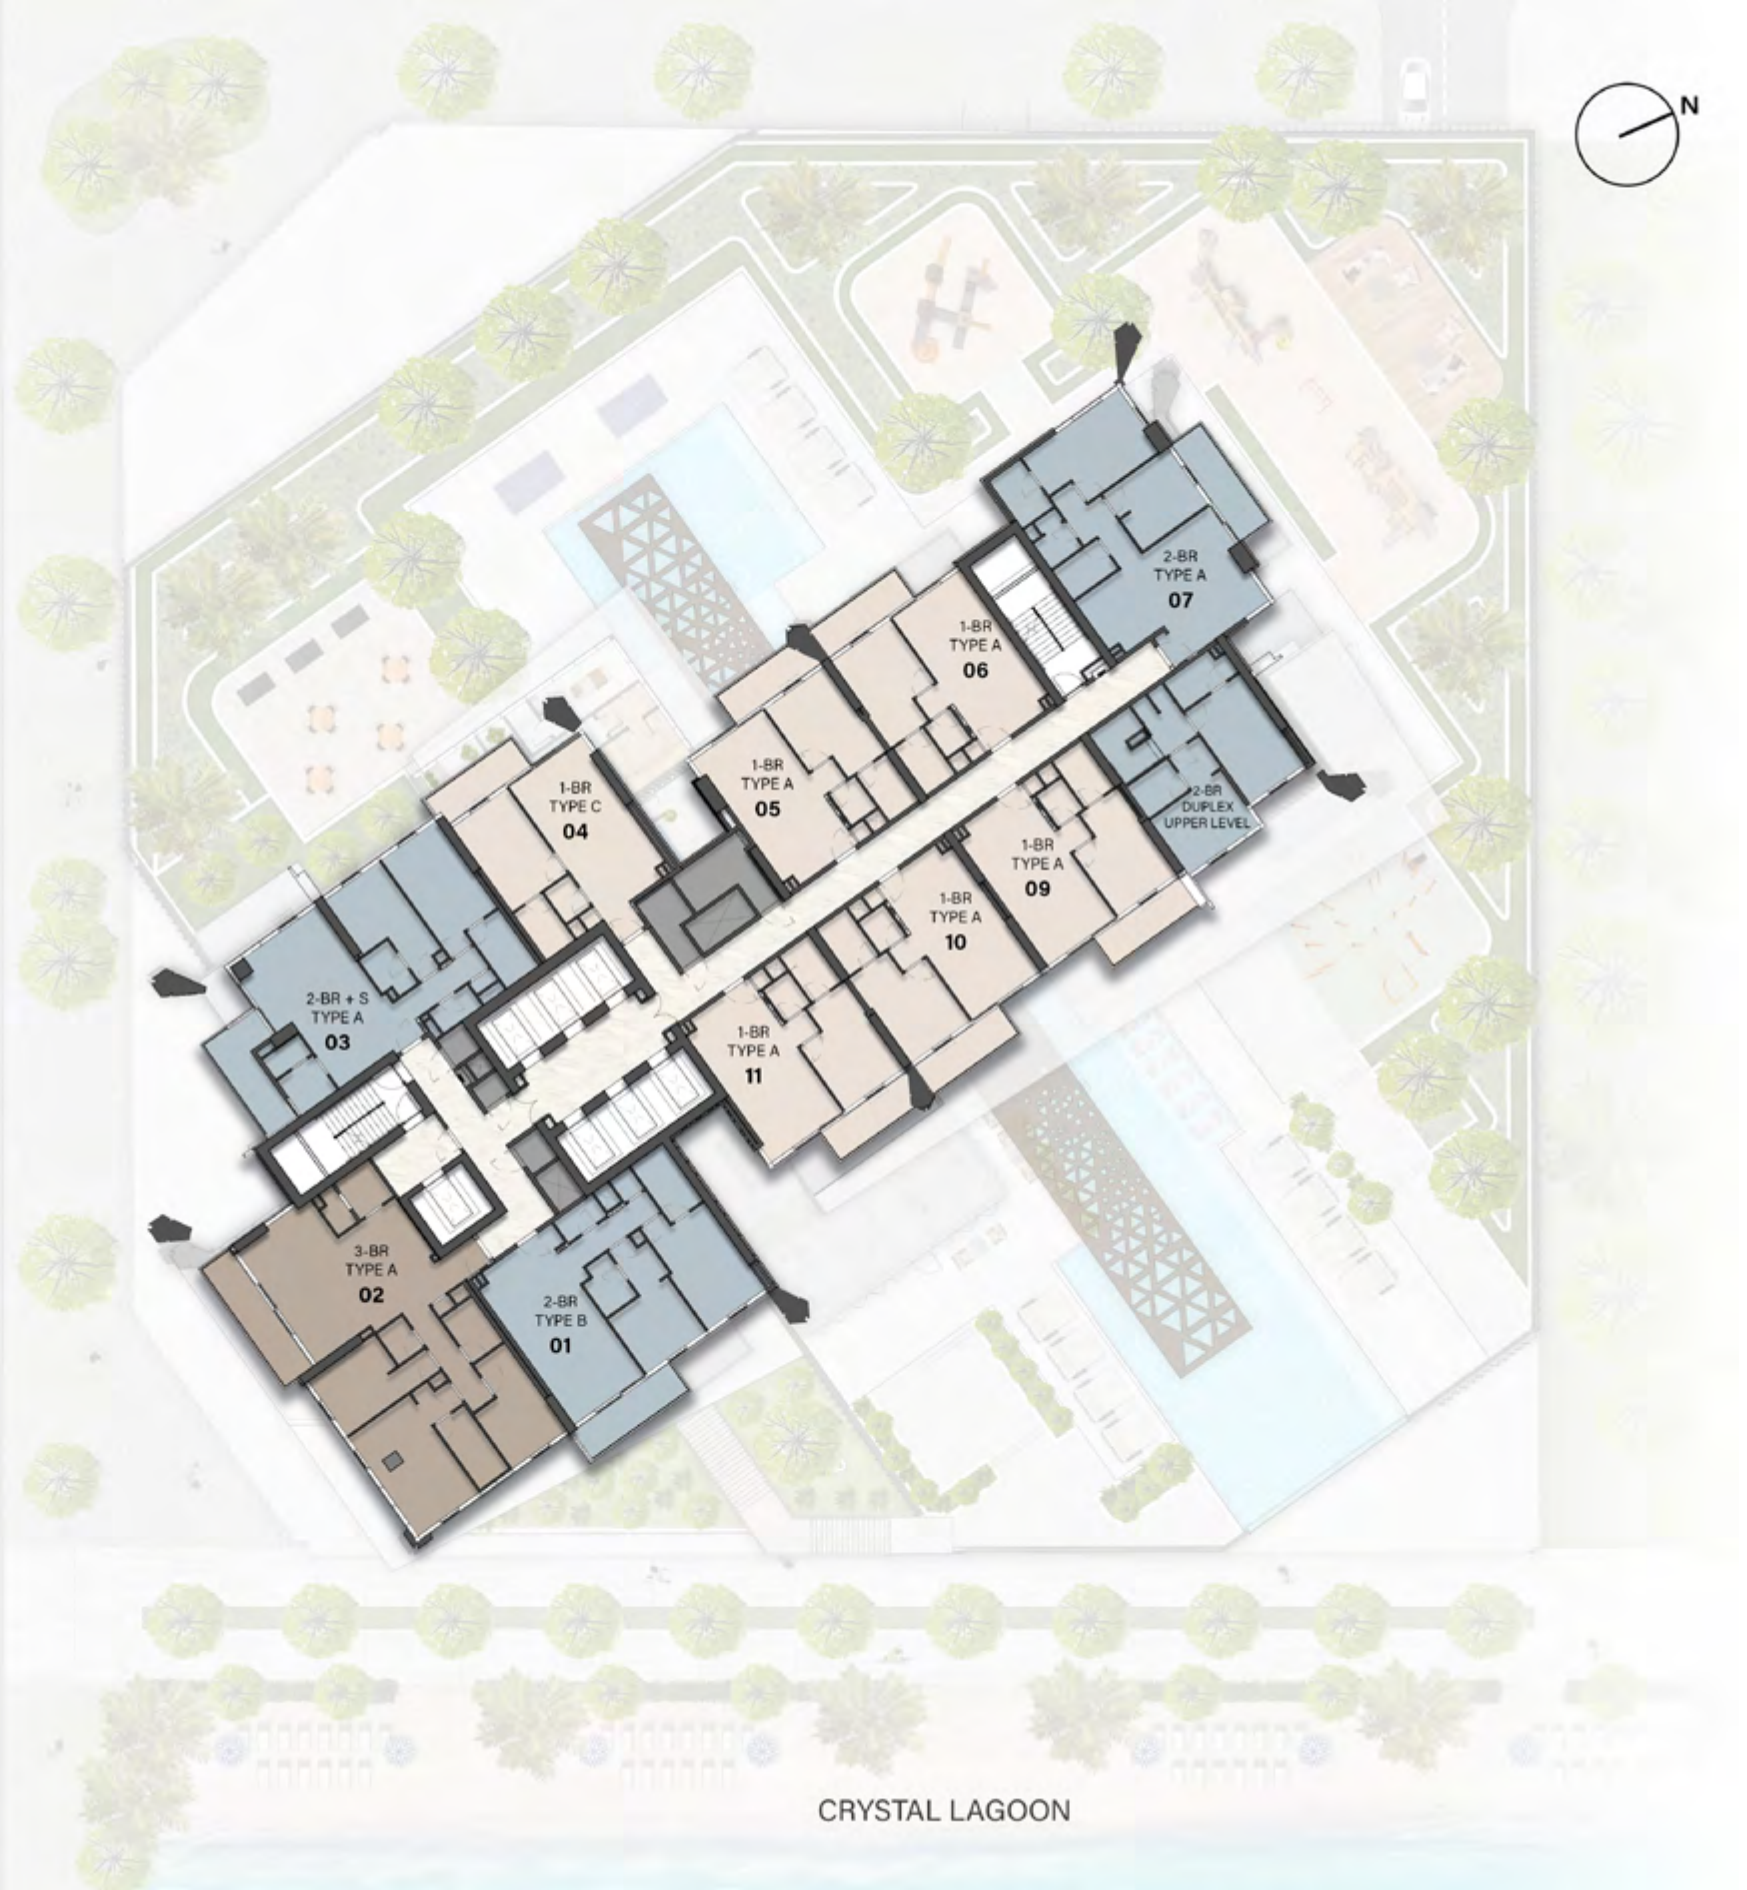 N
2-BR
TYPE A
07
1-BR
TYPE A
06
1-BR
TYPE A
05
1-BR
TYPE C
04
2-BR
DUPLEX
UPPER LEVEL
1-BR
TYPE A
09
1-BR
TYPE A
10
2-BR + S
TYPE A
03
1-BR
TYPE A
11
3-BR
TYPE A
02
2-BR
TYPE B
01
CRYSTAL LAGOON